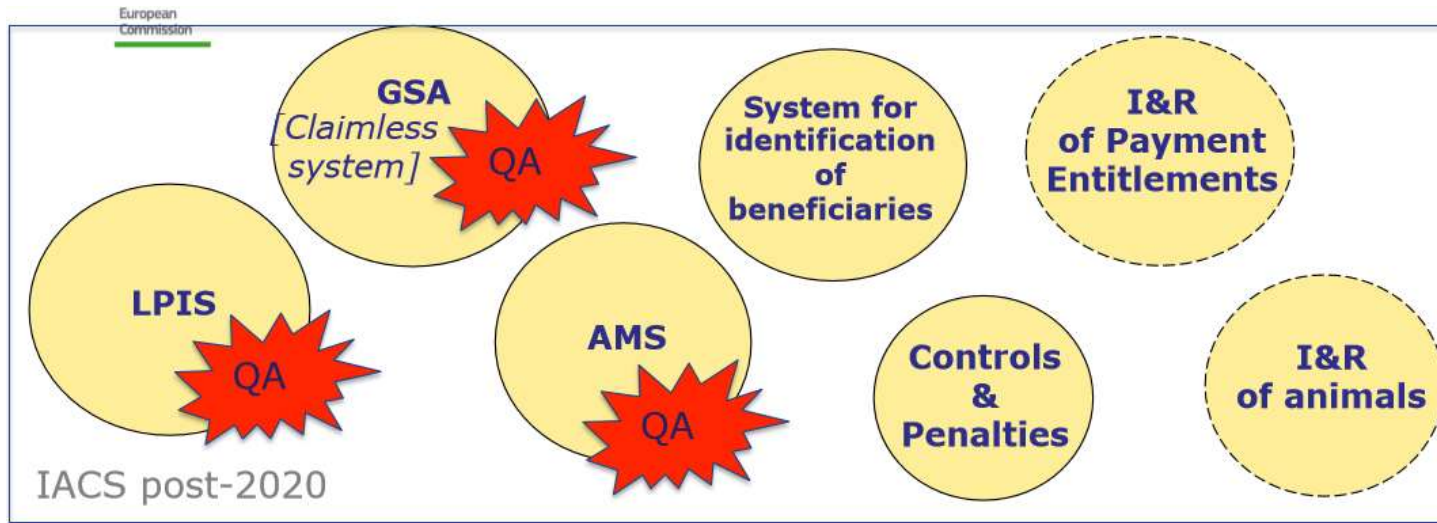 European
Commission
GSA
[Claimless
system]
QA
System for
identification
of
beneficiaries
I&R
of Payment
Entitlements
LPIS
QA
AMS
QA
Controls
&
Penalties
I&R
of animals
IACS post-2020